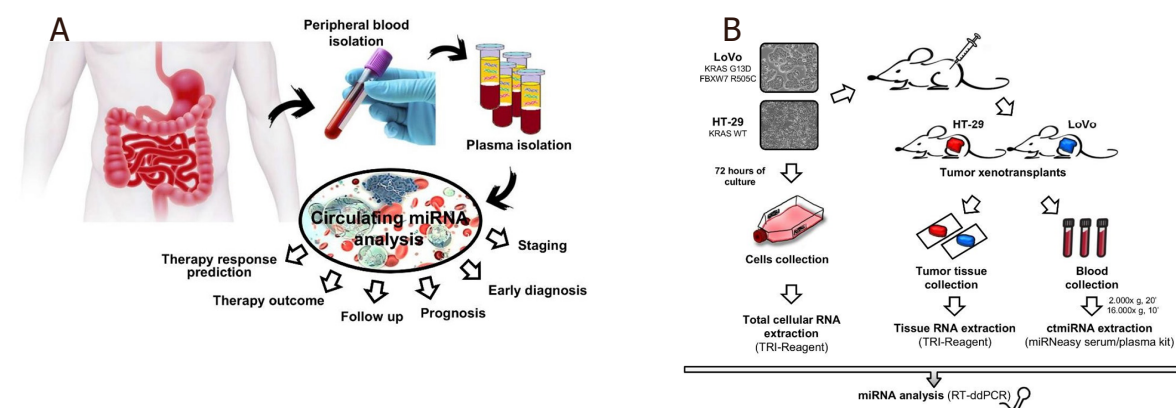 A
Peripheral blood
isolation
Plasma isolation
Circulating miRNA
analysis
Therapy response
prediction
Therapy outcome
Follow up
Prognosis
Early diagnosis
Staging
B
LoVo
KRAS G13D
FBXW7 R505C
HT-29
KRAS WT
72 hours of
culture
Cells collection
Total cellular RNA
extraction
(TRI-Reagent)
HT-29
LoVo
Tumor xenotransplants
Tumor tissue
collection
Tissue RNA extraction
(TRI-Reagent)
Blood
collection
2.000x g, 20'
16.000x g, 10'
ctmiRNA extraction
(miRNeasy serum/plasma kit)
miRNA analysis (RT-ddPCR)